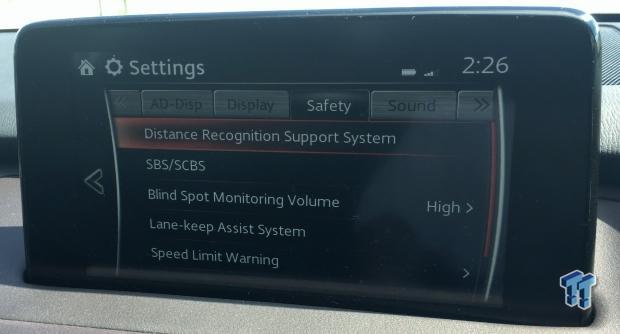 Settings
2:26
AD-Disp Display Safety Sound
Distance Recognition Support System
SBS/SCBS
Blind Spot Monitoring Volume High >
Lane-keep Assist System
Speed Limit Warning >
TT